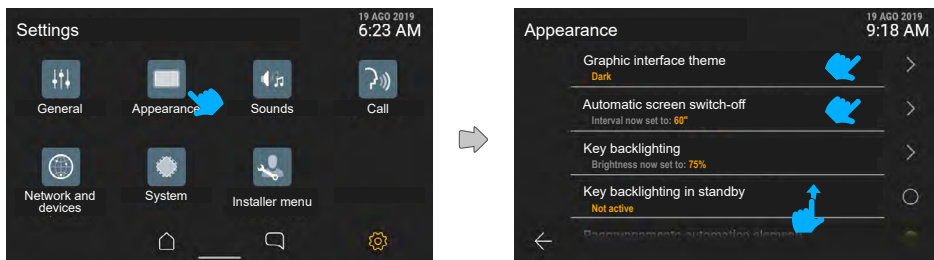 Settings
19 AGO 2019
6:23 AM
General
Appearance
Sounds
Call
Network and
devices
System
Installer menu
Appearance
19 AGO 2019
9:18 AM
Graphic interface theme
Dark
Automatic screen switch-off
Interval now set to: 60"
Key backlighting
Brightness now set to: 75%
Key backlighting in standby
Not active